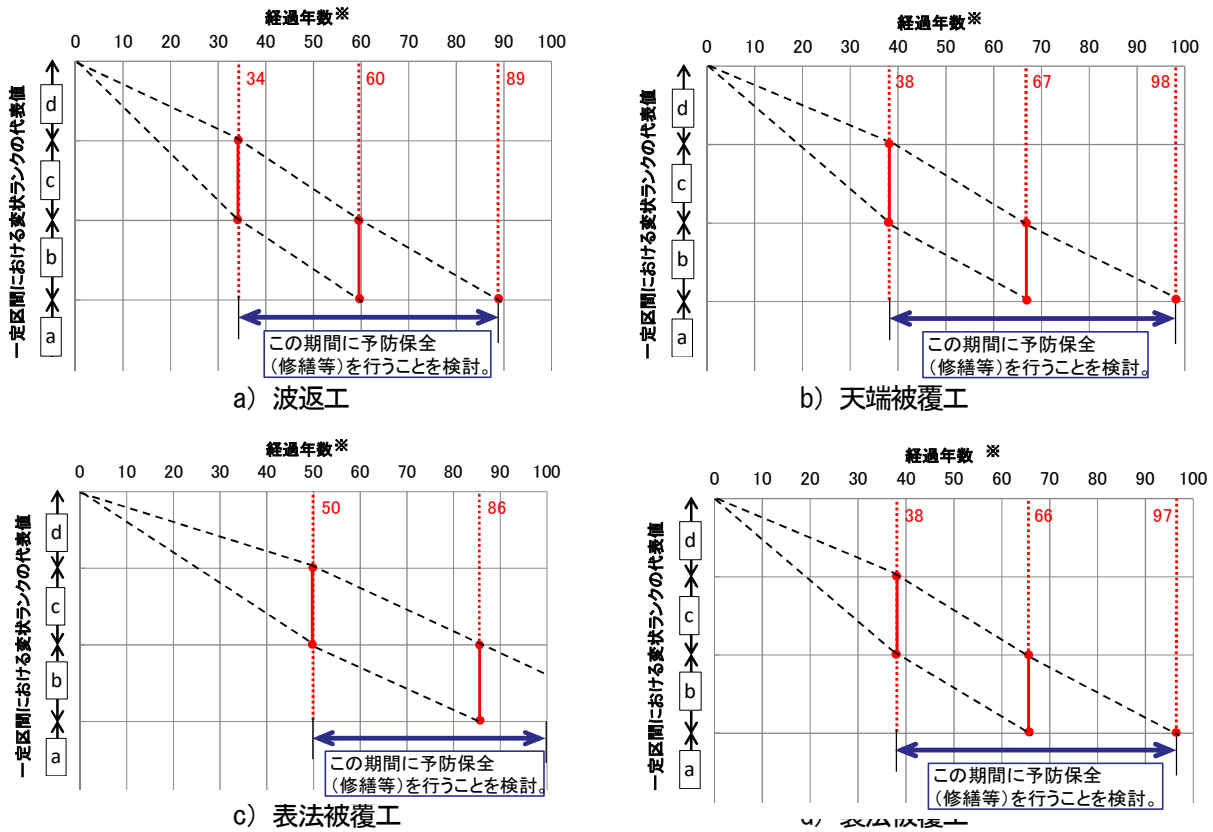 経過年数※
0 10 20 30 40 50 60 70 80 90 100
34 60 89
一定区間における変状ランクの代表値
d
c
b
a
この期間に予防保全
(修繕等)を行うことを検討。
a) 波返工
経過年数※
0 10 20 30 40 50 60 70 80 90 100
38 67 98
一定区間における変状ランクの代表値
d
c
b
a
この期間に予防保全
(修繕等)を行うことを検討。
b) 天端被覆工
経過年数※
0 10 20 30 40 50 60 70 80 90 100
50 86
一定区間における変状ランクの代表値
d
c
b
a
この期間に予防保全
(修繕等)を行うことを検討。
c) 表法被覆工
経過年数 ※
0 10 20 30 40 50 60 70 80 90 100
38 66 97
一定区間における変状ランクの代表値
d
c
b
a
この期間に予防保全
(修繕等)を行うことを検討。